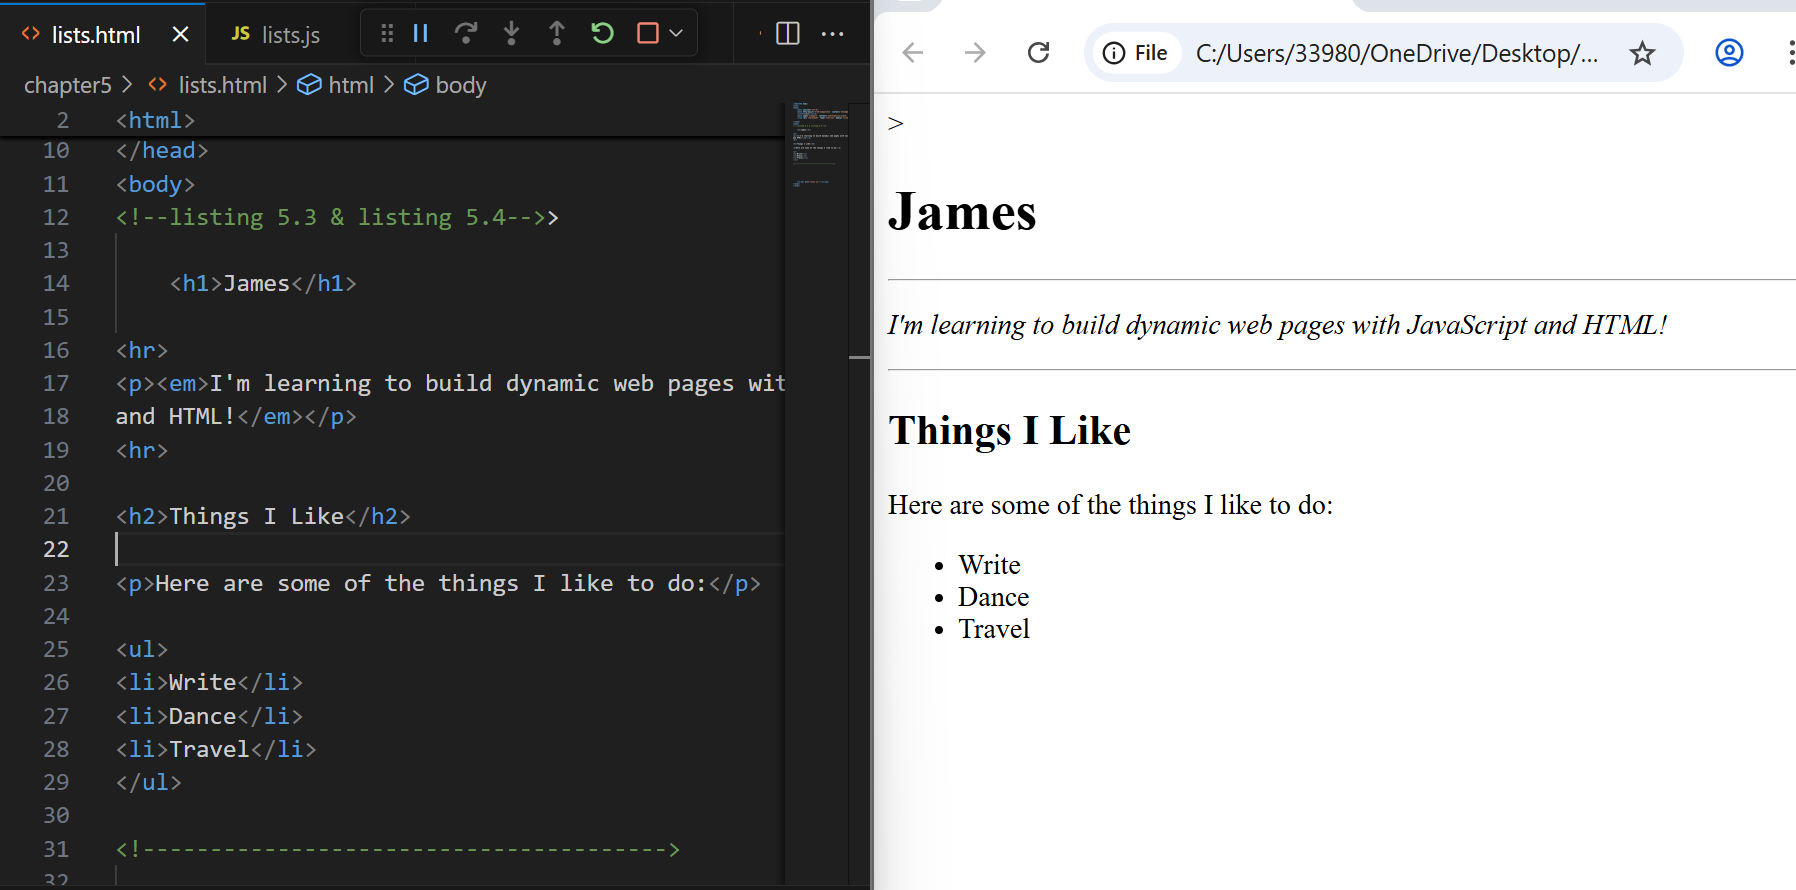 <> lists.html
JS lists.js
chapter5 > <> lists.html > html > body
2 <html>
10 </head>
11 <body>
12 <!--listing 5.3 & listing 5.4-->>
13
14 <h1>James</h1>
15
16 <hr>
17 <p><em>I'm learning to build dynamic web pages wit
18 and HTML!</em></p>
19 <hr>
20
21 <h2>Things I Like</h2>
22
23 <p>Here are some of the things I like to do:</p>
24
25 <ul>
26 <li>Write</li>
27 <li>Dance</li>
28 <li>Travel</li>
29 </ul>
30
31 <!--------------------------------------->
32
File C:/Users/33980/OneDrive/Desktop/...
>
James
I'm learning to build dynamic web pages with JavaScript and HTML!
Things I Like
Here are some of the things I like to do:
• Write
• Dance
• Travel